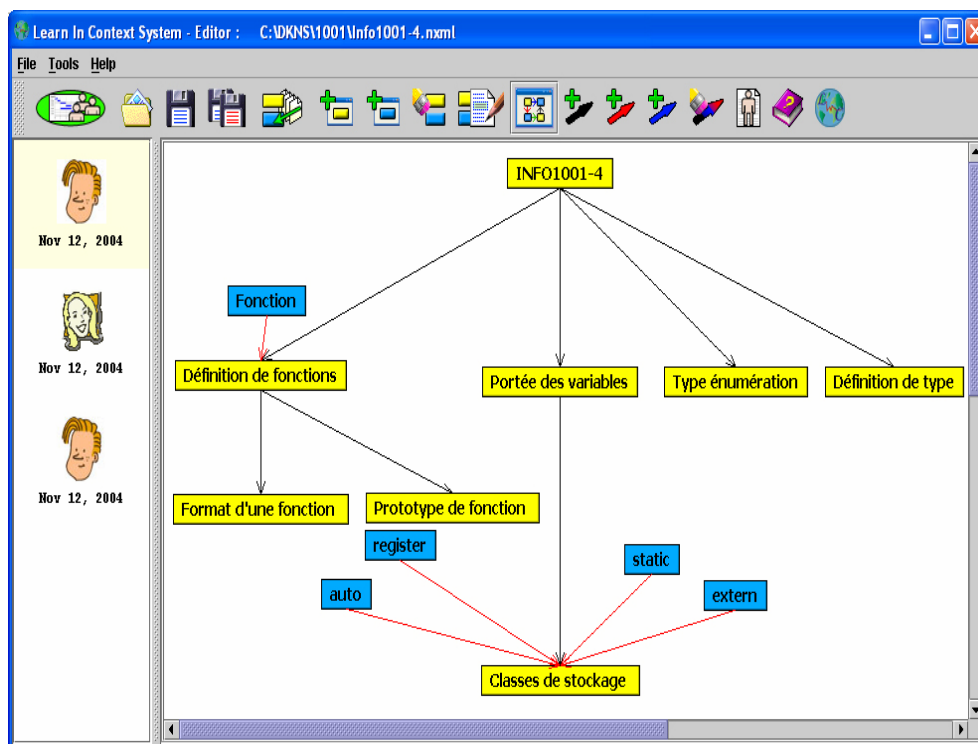 Learn In Context System - Editor : C:\DKNS\1001\Info1001-4.nxml
File Tools Help
Nov 12, 2004
Nov 12, 2004
Nov 12, 2004
INFO1001-4
Fonction
Définition de fonctions
Portée des variables
Type énumération
Définition de type
Format d'une fonction
Prototype de fonction
register
static
auto
extern
Classes de stockage